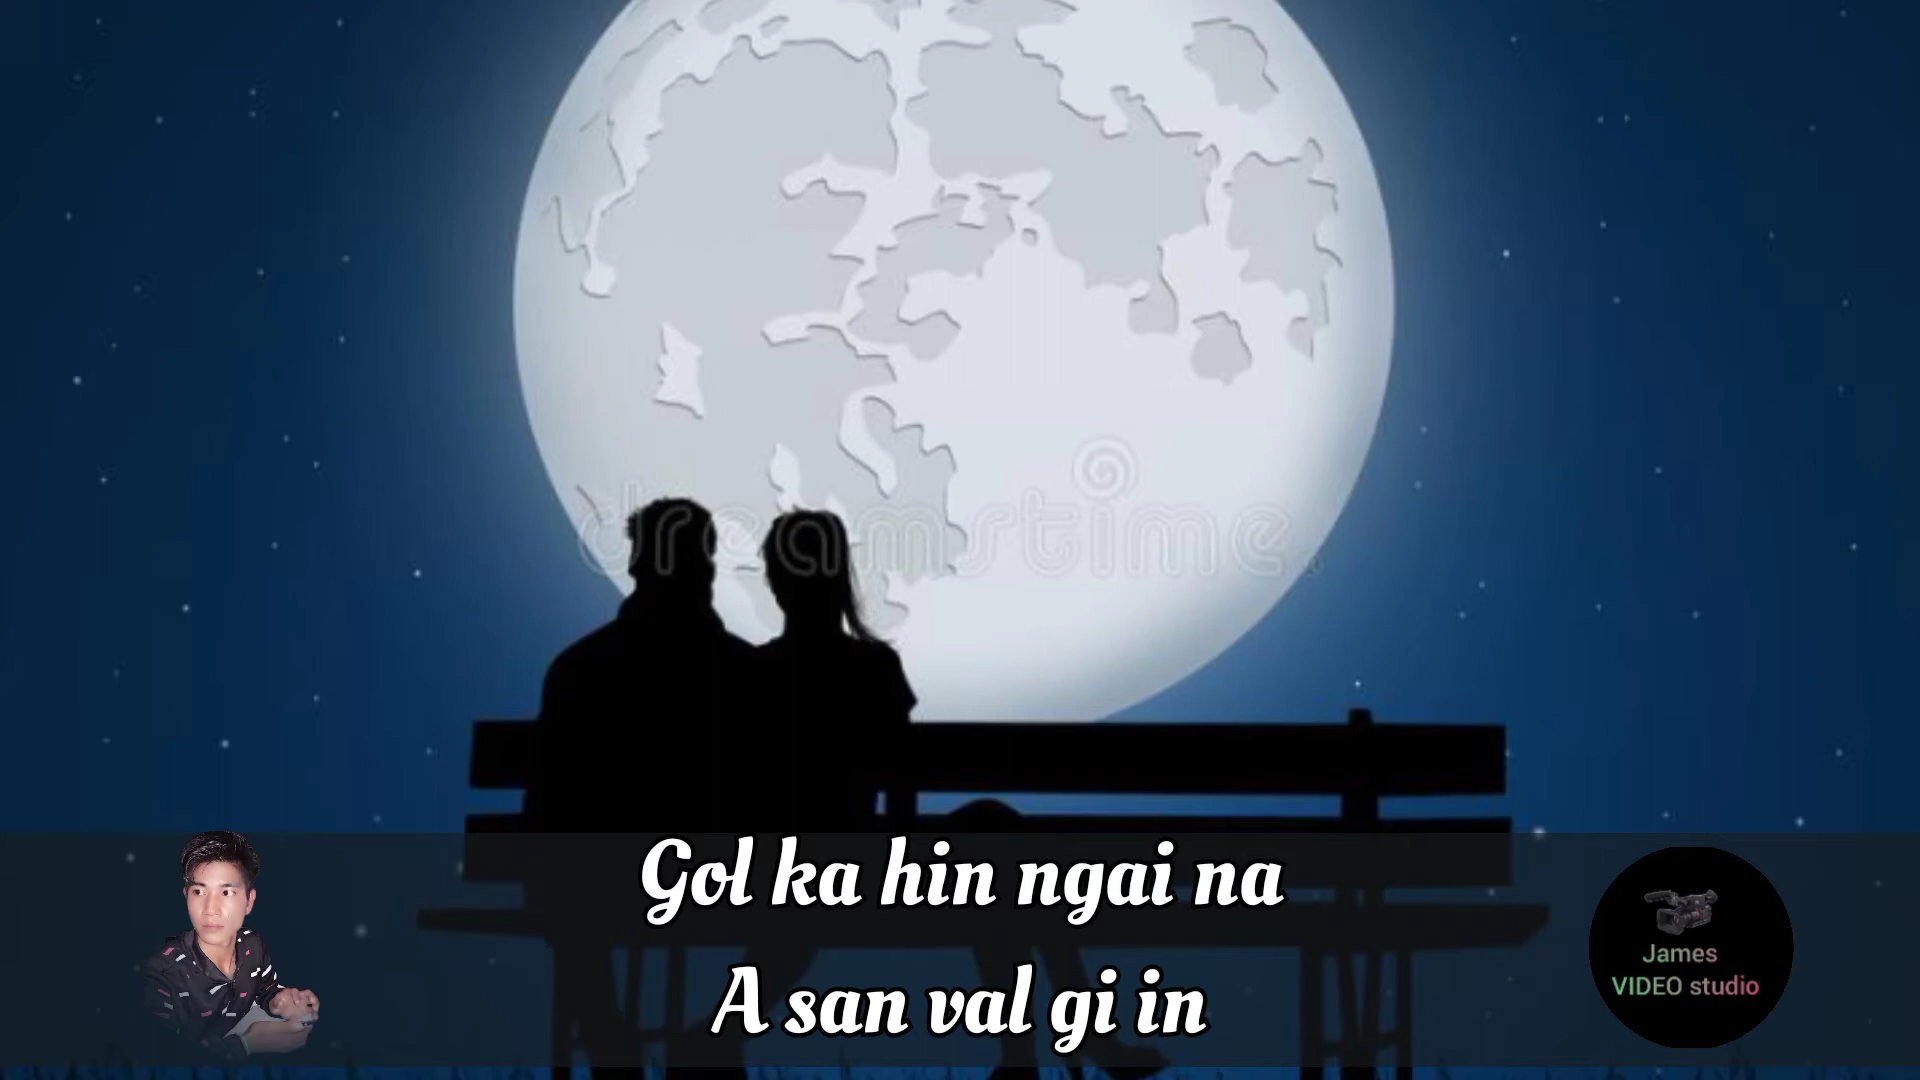 dreamstime
Gol ka hin ngai na
A san val gi in
James
VIDEO studio